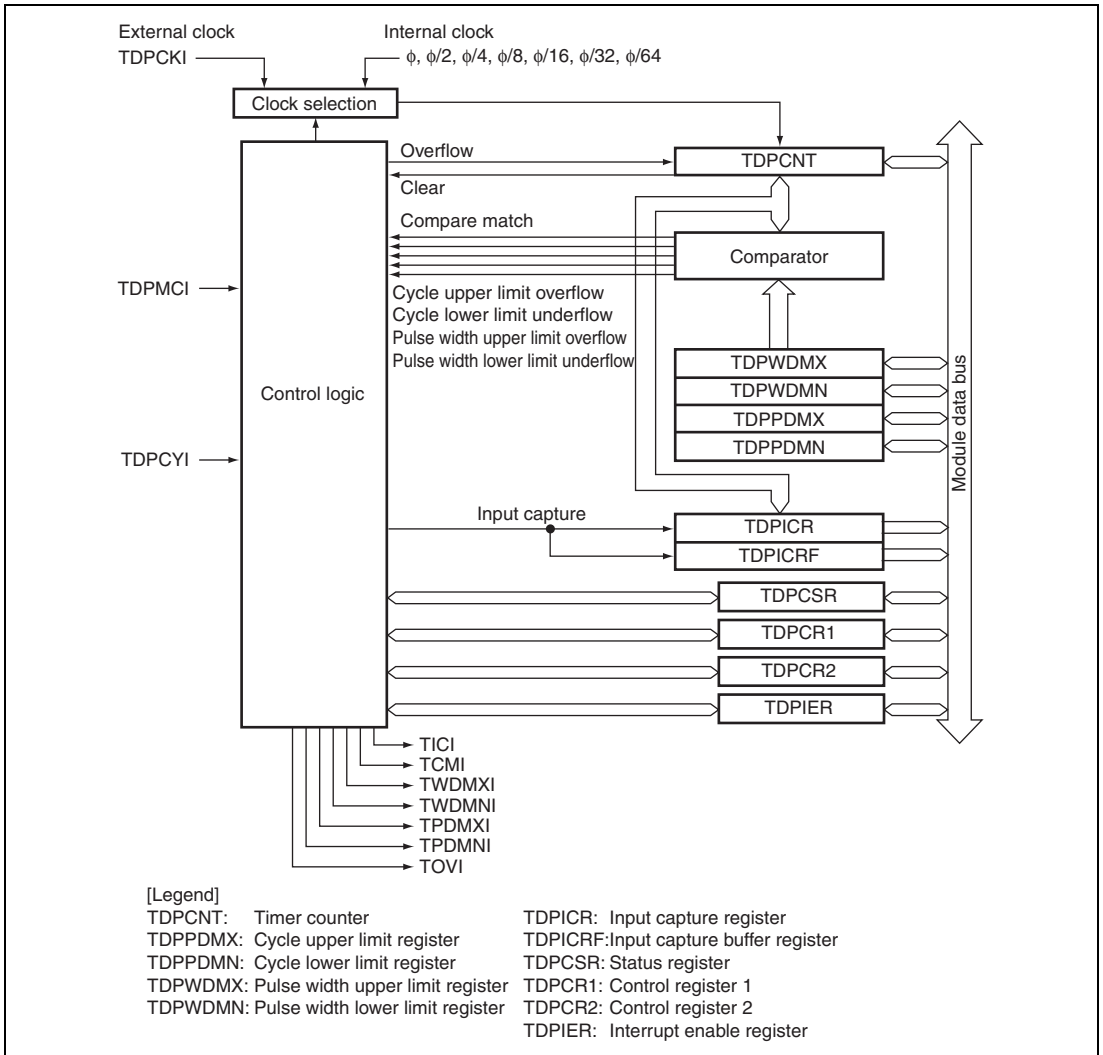 External clock
Internal clock
TDPCKI
ϕ, ϕ/2, ϕ/4, ϕ/8, ϕ/16, ϕ/32, ϕ/64
Clock selection
Overflow
TDPCNT
Clear
Compare match
Comparator
TDPMCI
Cycle upper limit overflow
Cycle lower limit underflow
Pulse width upper limit overflow
Pulse width lower limit underflow
TDPWDMX
TDPWDMN
TDPPDMX
TDPPDMN
Control logic
Module data bus
TDPCYI
Input capture
TDPICR
TDPICRF
TDPCSR
TDPCR1
TDPCR2
TDPIER
TICI
TCMI
TWDMXI
TWDMNI
TPDMXI
TPDMNI
TOVI
[Legend]
TDPCNT: Timer counter
TDPPDMX: Cycle upper limit register
TDPPDMN: Cycle lower limit register
TDPWDMX: Pulse width upper limit register
TDPWDMN: Pulse width lower limit register
TDPICR: Input capture register
TDPICRF:Input capture buffer register
TDPCSR: Status register
TDPCR1: Control register 1
TDPCR2: Control register 2
TDPIER: Interrupt enable register